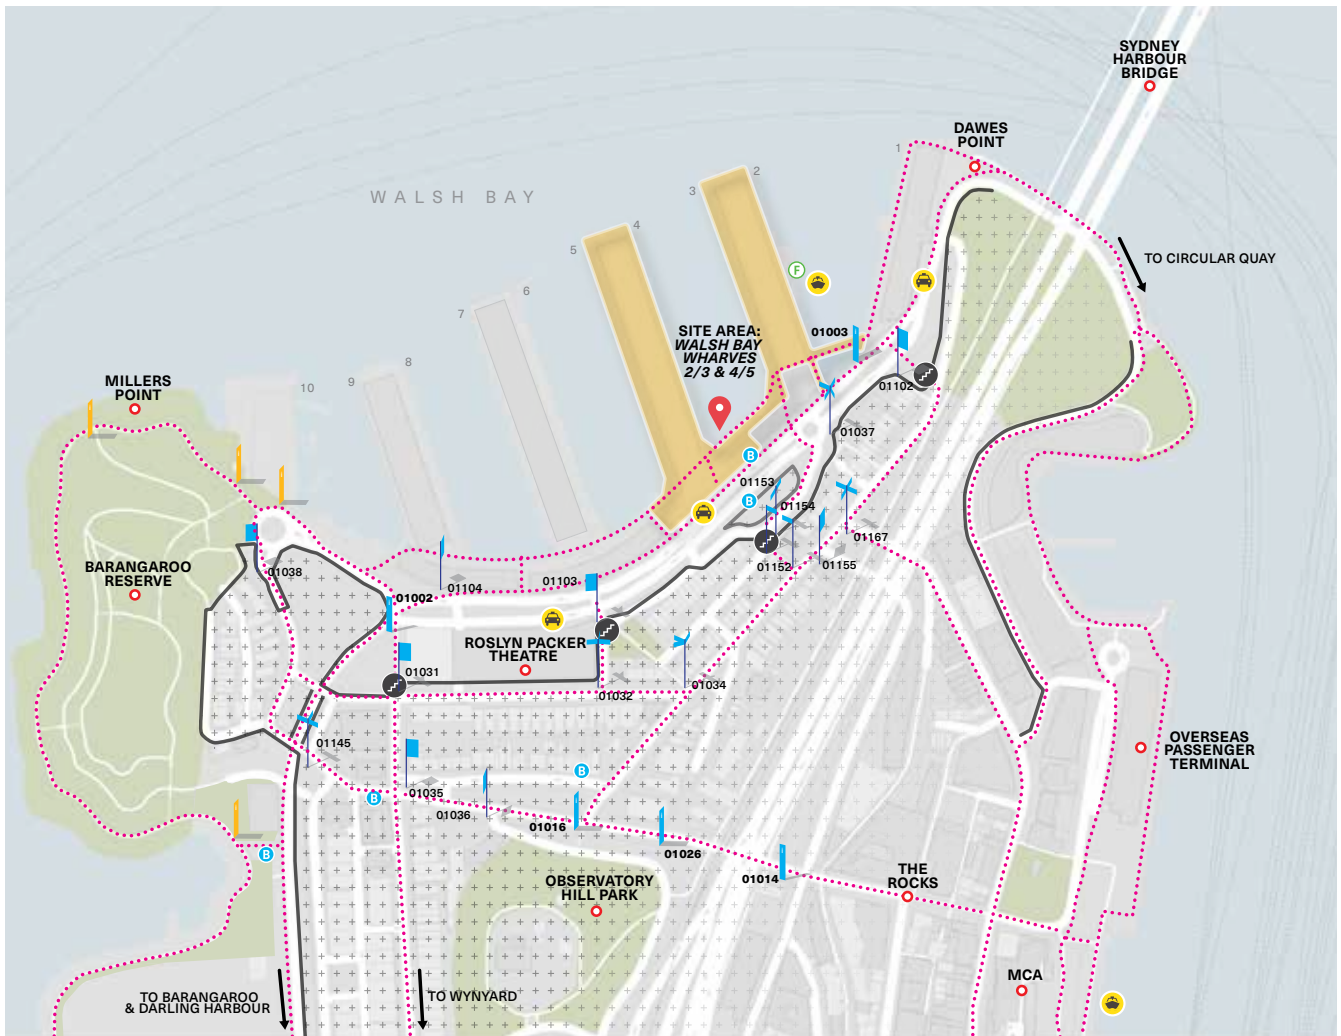 SYDNEY
HARBOUR
BRIDGE
DAWES
POINT
1
2
WALSH BAY
3
4
5
TO CIRCULAR QUAY
F
6
7
SITE AREA:
WALSH BAY
WHARVES
2/3 & 4/5
01003
8
9
10
MILLERS
POINT
01102
01037
B
01153
B
01154
01167
01152
01155
BARANGAROO
RESERVE
01038
01104
01103
01002
ROSLYN PACKER
THEATRE
01031
01032
01034
01145
OVERSEAS
PASSENGER
TERMINAL
B
B
01035
01036
01016
01026
B
01014
OBSERVATORY
HILL PARK
THE
ROCKS
MCA
TO BARANGAROO
& DARLING HARBOUR
TO WYNYARD